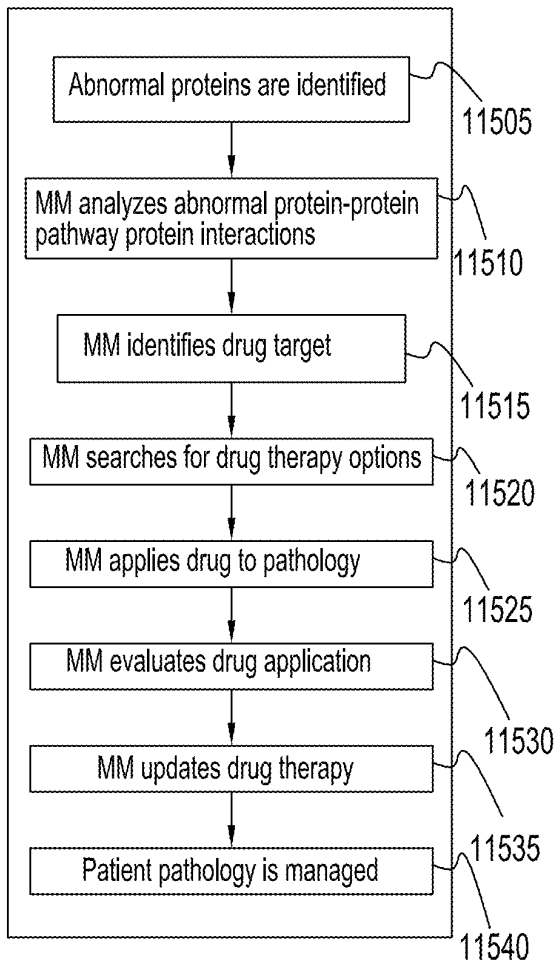 Abnormal proteins are identified
11505
MM analyzes abnormal protein-protein
pathway protein interactions
11510
MM identifies drug target
11515
MM searches for drug therapy options
11520
MM applies drug to pathology
11525
MM evaluates drug application
11530
MM updates drug therapy
11535
Patient pathology is managed
11540